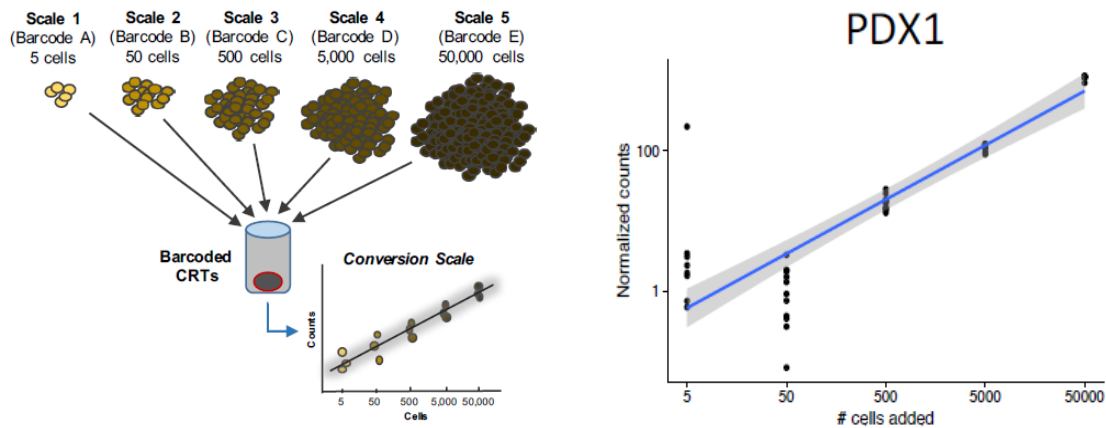 Scale 1
(Barcode A)
5 cells
Scale 2
(Barcode B)
50 cells
Scale 3
(Barcode C)
500 cells
Scale 4
(Barcode D)
5,000 cells
Scale 5
(Barcode E)
50,000 cells
Barcoded
CRTs
Conversion Scale
Counts
5 50 500 5,000 50,000
Cells
PDX1
Normalized counts
100
1
5 50 500 5000 50000
# cells added